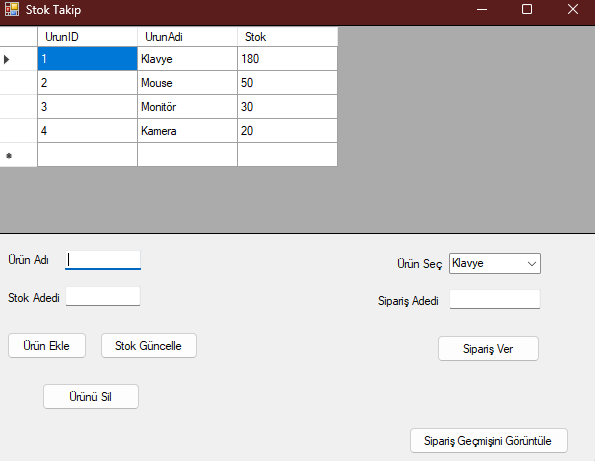 Stok Takip
UrunID UrunAdi Stok
1 Klavye 180
2 Mouse 50
3 Monitör 30
4 Kamera 20
Ürün Adı
Ürün Seç Klavye
Stok Adedi
Sipariş Adedi
Ürün Ekle Stok Güncelle
Sipariş Ver
Ürünü Sil
Sipariş Geçmişini Görüntüle